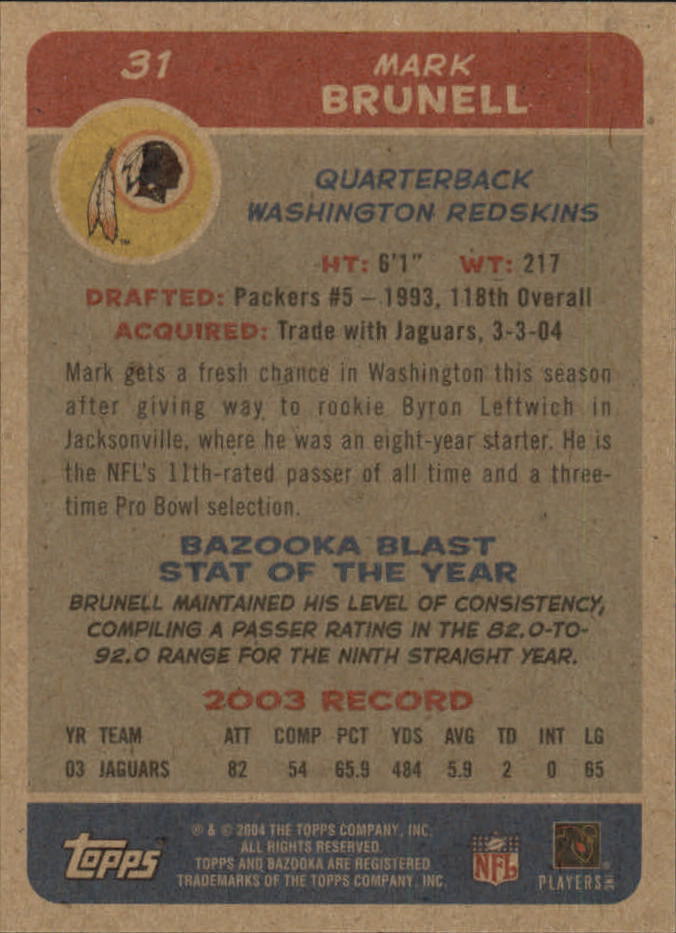 31
MARK
BRUNELL
QUARTERBACK
WASHINGTON REDSKINS
HT: 6'1" WT: 217
DRAFTED: Packers #5 – 1993, 118th Overall
ACQUIRED: Trade with Jaguars, 3-3-04
Mark gets a fresh chance in Washington this season
after giving way to rookie Byron Leftwich in
Jacksonville, where he was an eight-year starter. He is
the NFL's 11th-rated passer of all time and a three-
time Pro Bowl selection.
BAZOOKA BLAST
STAT OF THE YEAR
BRUNELL MAINTAINED HIS LEVEL OF CONSISTENCY,
COMPILING A PASSER RATING IN THE 82.0-TO-
92.0 RANGE FOR THE NINTH STRAIGHT YEAR.
2003 RECORD
YR TEAM ATT COMP PCT YDS AVG TD INT LG
03 JAGUARS 82 54 65.9 484 5.9 2 0 65
topps
® & © 2004 THE TOPPS COMPANY, INC.
ALL RIGHTS RESERVED.
TOPPS AND BAZOOKA ARE REGISTERED
TRADEMARKS OF THE TOPPS COMPANY, INC.
NFL
PLAYERS INC